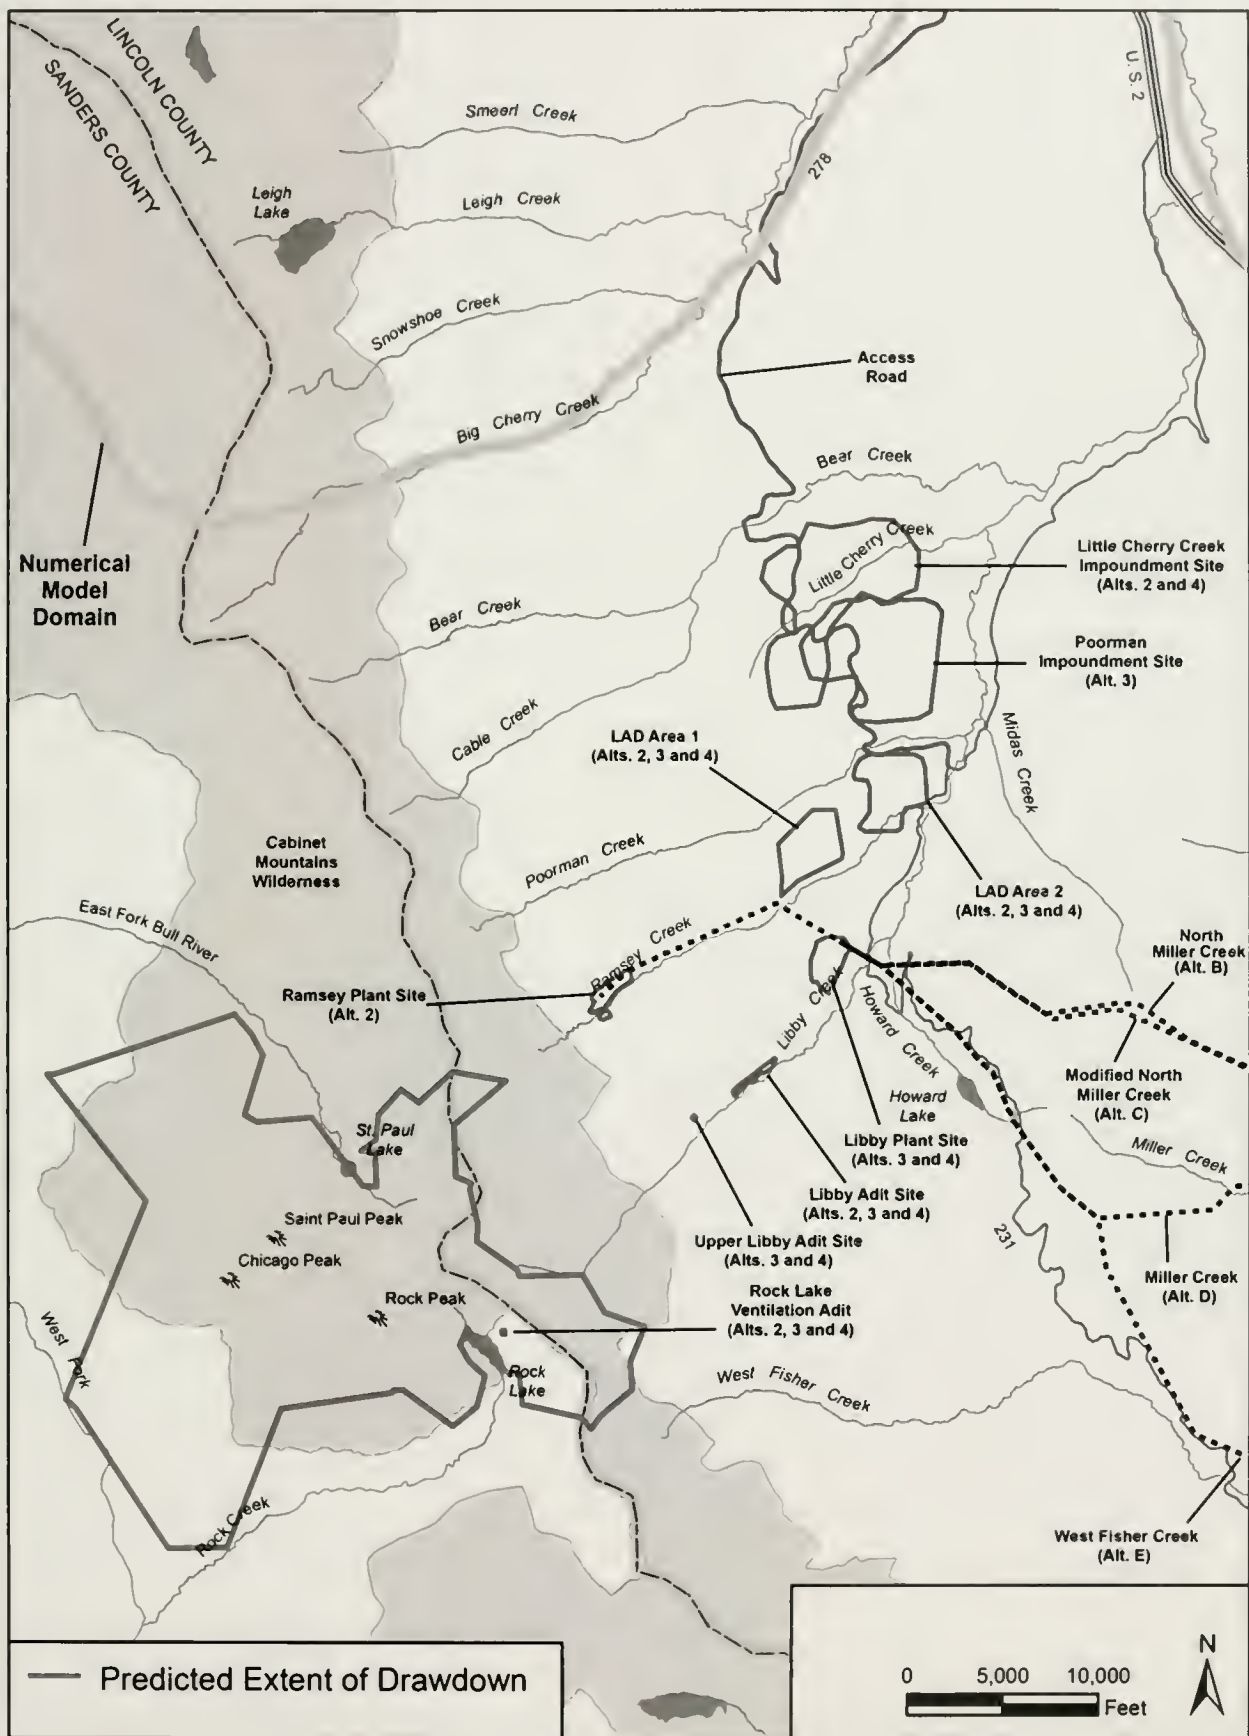 LINCOLN COUNTY
SANDERS COUNTY
U.S. 2
Smeerl Creek
278
Leigh
Lake
Leigh Creek
Snowshoe Creek
Access
Road
Big Cherry Creek
Bear Creek
Numerical
Model
Domain
Little Cherry Creek
Little Cherry Creek
Impoundment Site
(Alts. 2 and 4)
Bear Creek
Poorman
Impoundment Site
(Alt. 3)
Cable Creek
LAD Area 1
(Alts. 2, 3 and 4)
Midas Creek
Cabinet
Mountains
Wilderness
Poorman Creek
LAD Area 2
(Alts. 2, 3 and 4)
East Fork Bull River
Ramsey Creek
North
Miller Creek
(Alt. B)
Ramsey Plant Site
(Alt. 2)
Libby Creek
Howard Creek
Modified North
Miller Creek
(Alt. C)
Howard
Lake
St. Paul
Lake
Libby Plant Site
(Alts. 3 and 4)
Miller Creek
Libby Adit Site
(Alts. 2, 3 and 4)
Saint Paul Peak
231
Upper Libby Adit Site
(Alts. 3 and 4)
Chicago Peak
Miller Creek
(Alt. D)
Rock Peak
Rock Lake
Ventilation Adit
(Alts. 2, 3 and 4)
West Fork
Rock
Lake
West Fisher Creek
Rock Creek
West Fisher Creek
(Alt. E)
Predicted Extent of Drawdown
0 5,000 10,000
Feet
N